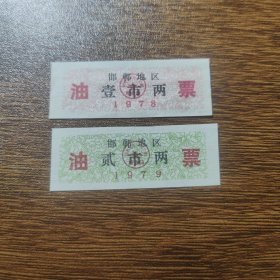 邯郸地区
油 壹市两 票
1978
邯郸地区
油 贰市两 票
1979